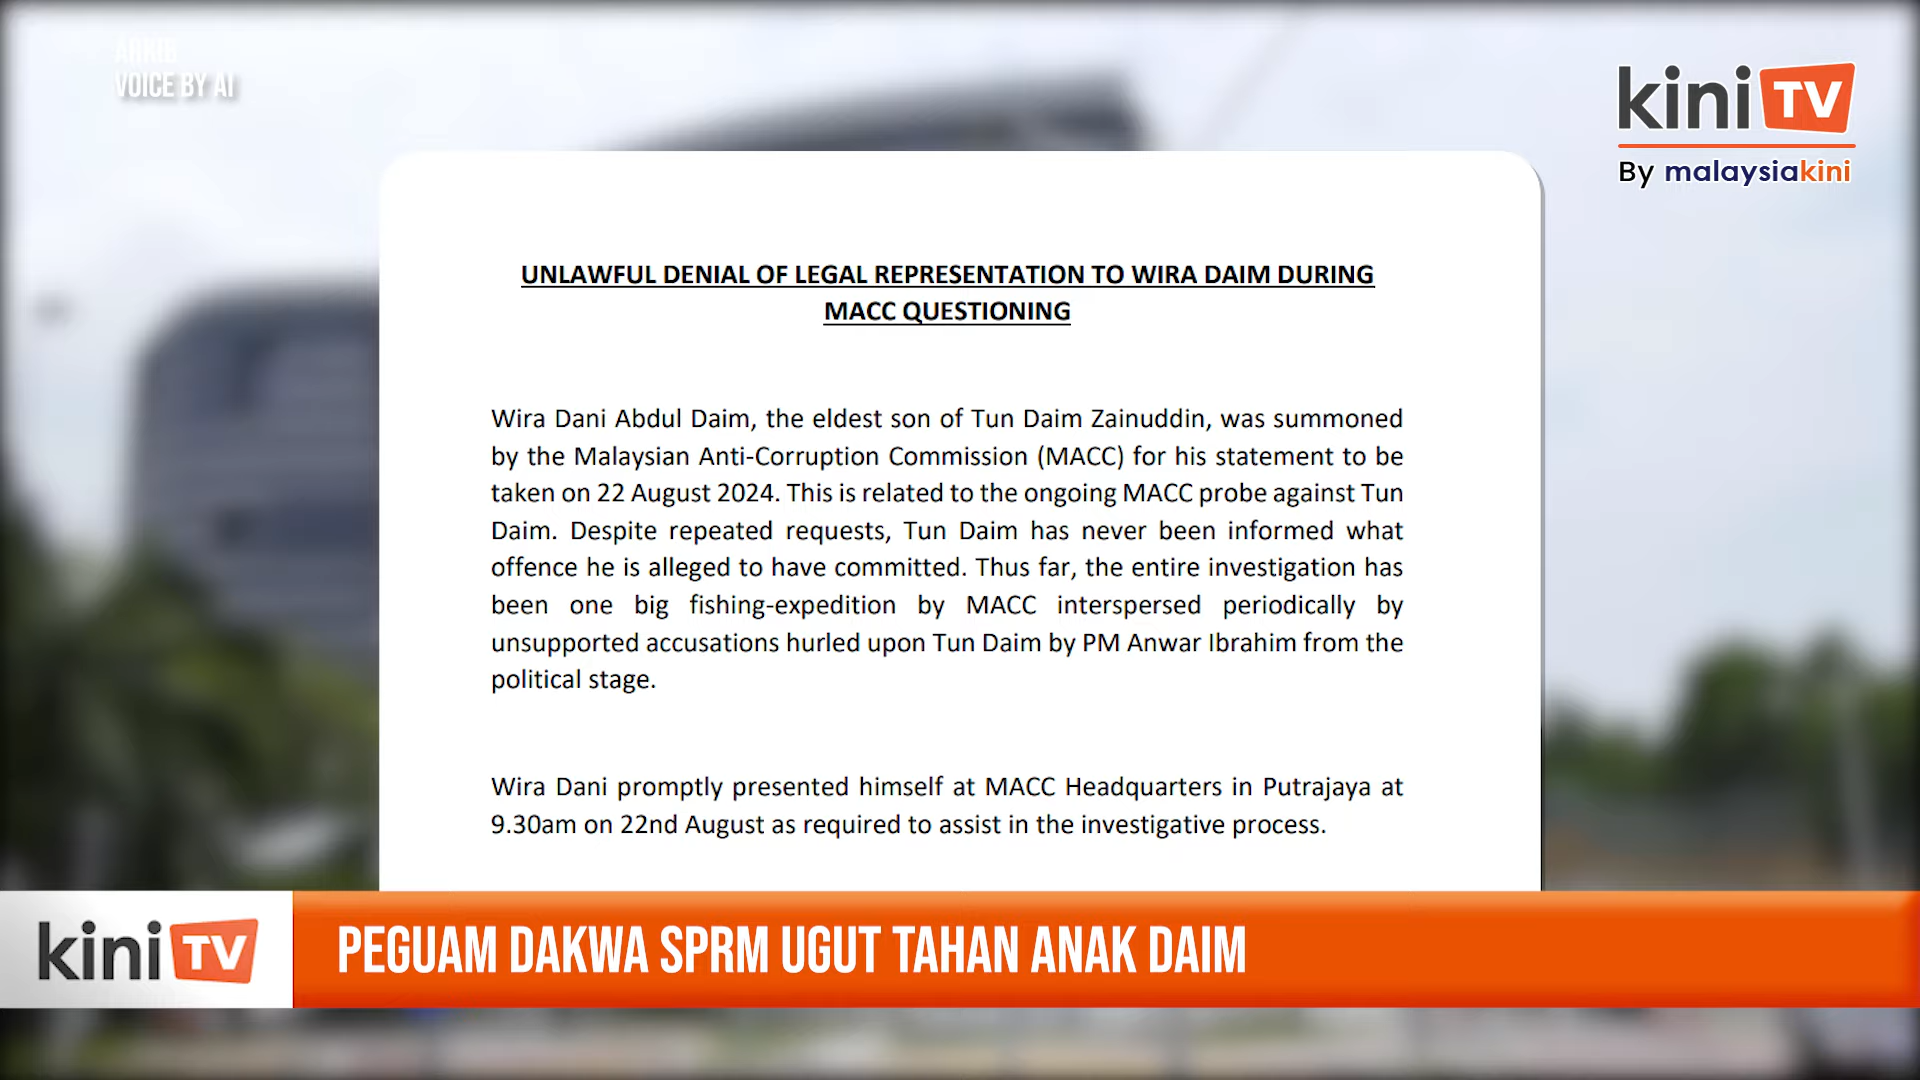 ARKIB
VOICE BY AI
kini TV
By malaysiakini
UNLAWFUL DENIAL OF LEGAL REPRESENTATION TO WIRA DAIM DURING
MACC QUESTIONING
Wira Dani Abdul Daim, the eldest son of Tun Daim Zainuddin, was summoned
by the Malaysian Anti-Corruption Commission (MACC) for his statement to be
taken on 22 August 2024. This is related to the ongoing MACC probe against Tun
Daim. Despite repeated requests, Tun Daim has never been informed what
offence he is alleged to have committed. Thus far, the entire investigation has
been one big fishing-expedition by MACC interspersed periodically by
unsupported accusations hurled upon Tun Daim by PM Anwar Ibrahim from the
political stage.
Wira Dani promptly presented himself at MACC Headquarters in Putrajaya at
9.30am on 22nd August as required to assist in the investigative process.
kini TV
PEGUAM DAKWA SPRM UGUT TAHAN ANAK DAIM